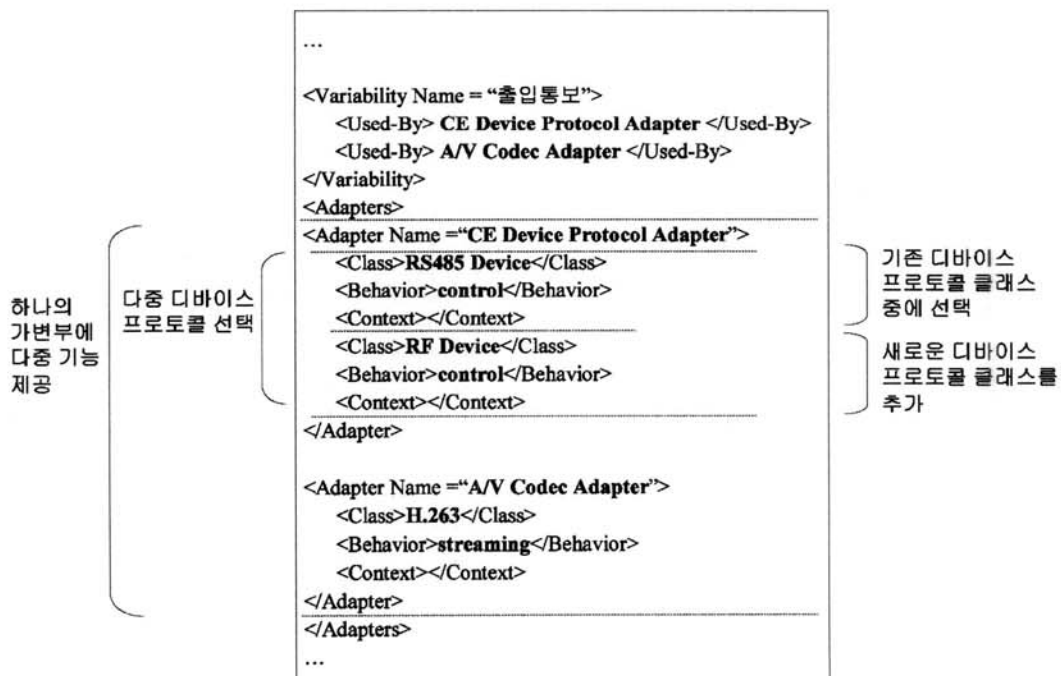 ...
<Variability Name = “출입통보”>
<Used-By> CE Device Protocol Adapter </Used-By>
<Used-By> A/V Codec Adapter </Used-By>
</Variability>
<Adapters>
<Adapter Name =“CE Device Protocol Adapter”>
<Class>RS485 Device</Class>
<Behavior>control</Behavior>
<Context></Context>
<Class>RF Device</Class>
<Behavior>control</Behavior>
<Context></Context>
</Adapter>
<Adapter Name =“A/V Codec Adapter”>
<Class>H.263</Class>
<Behavior>streaming</Behavior>
<Context></Context>
</Adapter>
</Adapters>
...
하나의
가변부에
다중 기능
제공
다중 디바이스
프로토콜 선택
기존 디바이스
프로토콜 클래스
중에 선택
새로운 디바이스
프로토콜 클래스를
추가